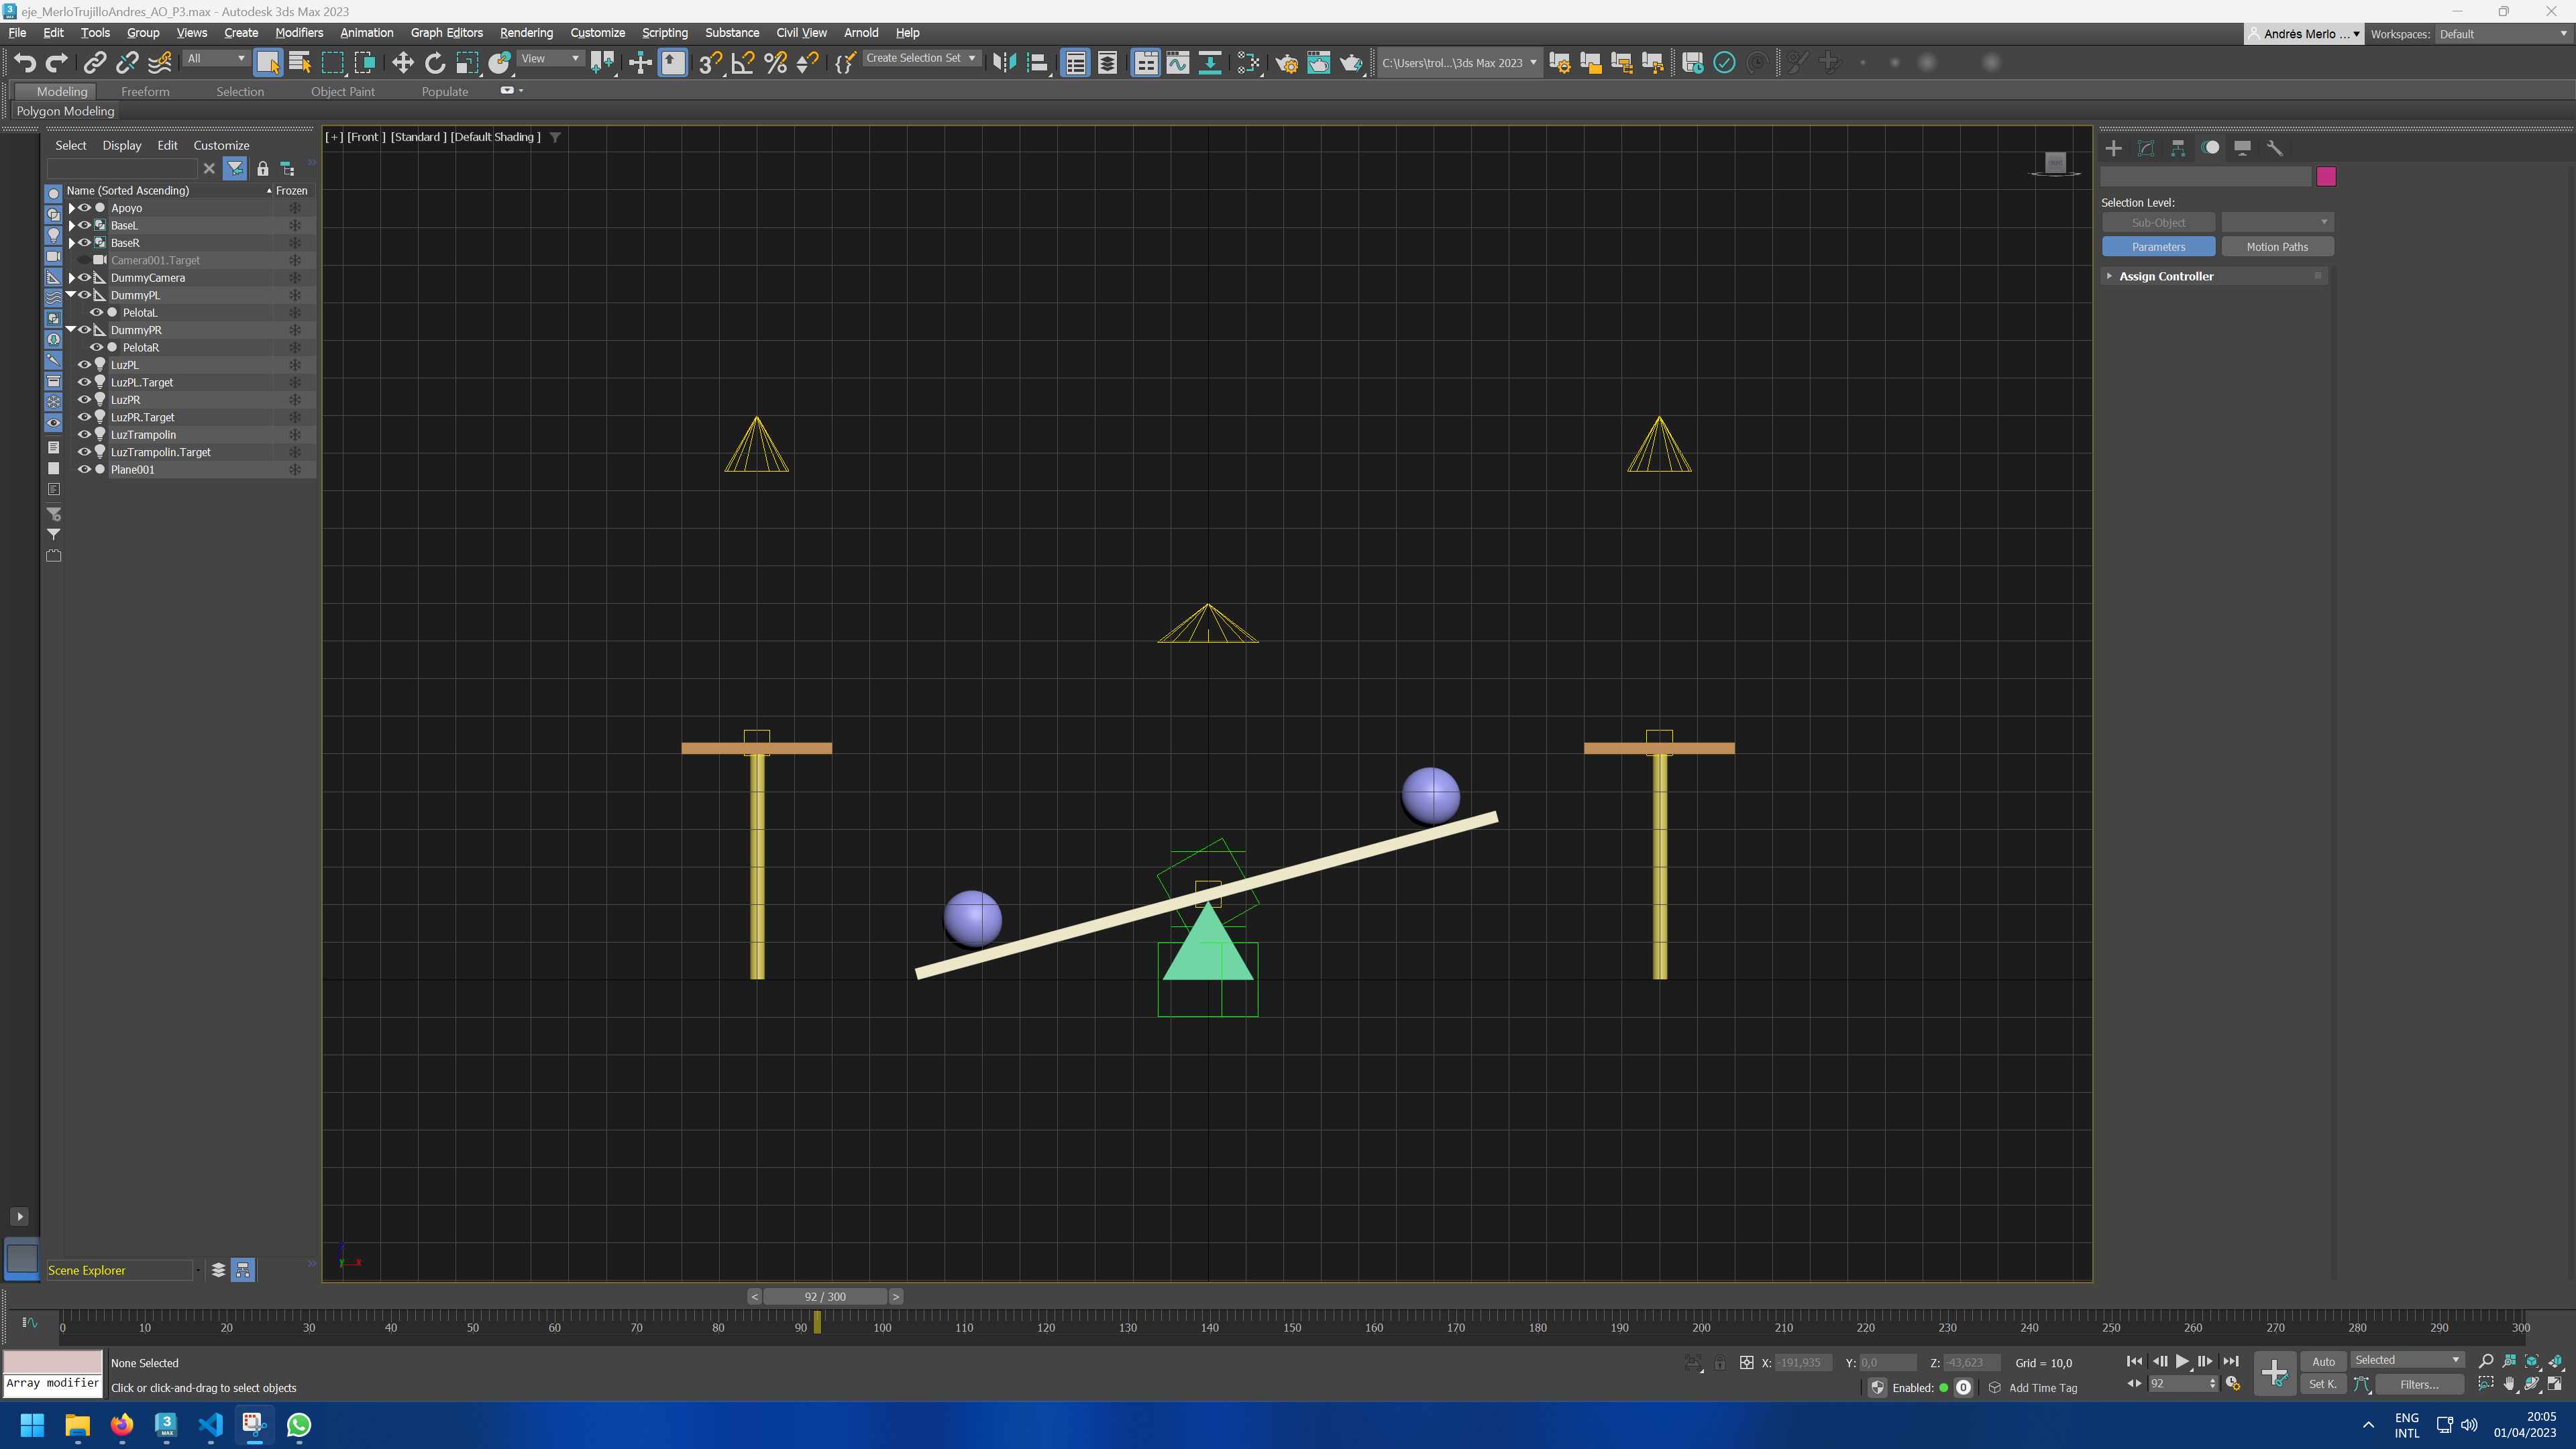 eje_MerloTrujilloAndres_AO_P3.max - Autodesk 3ds Max 2023
File Edit Tools Group Views Create Modifiers Animation Graph Editors Rendering Customize Scripting Substance Civil View Arnold Help
Andrés Merlo ... Workspaces: Default
All View Create Selection Set C:\Users\trol...\3ds Max 2023
Modeling Freeform Selection Object Paint Populate
Polygon Modeling
Select Display Edit Customize
[+] [Front ] [Standard ] [Default Shading ]
Name (Sorted Ascending) Frozen
Apoyo
BaseL
BaseR
Camera001.Target
DummyCamera
DummyPL
PelotaL
DummyPR
PelotaR
LuzPL
LuzPL.Target
LuzPR
LuzPR.Target
LuzTrampolin
LuzTrampolin.Target
Plane001
Selection Level:
Sub-Object
Parameters Motion Paths
Assign Controller
Scene Explorer
< 92 / 300 >
0 10 20 30 40 50 60 70 80 90 100 110 120 130 140 150 160 170 180 190 200 210 220 230 240 250 260 270 280 290 300
None Selected
X: -191,935 Y: 0,0 Z: -43,623 Grid = 10,0
Auto Selected
Array modifier
Click or click-and-drag to select objects
Enabled: 0 Add Time Tag
92
Set K. Filters...
ENG
INTL
20:05
01/04/2023